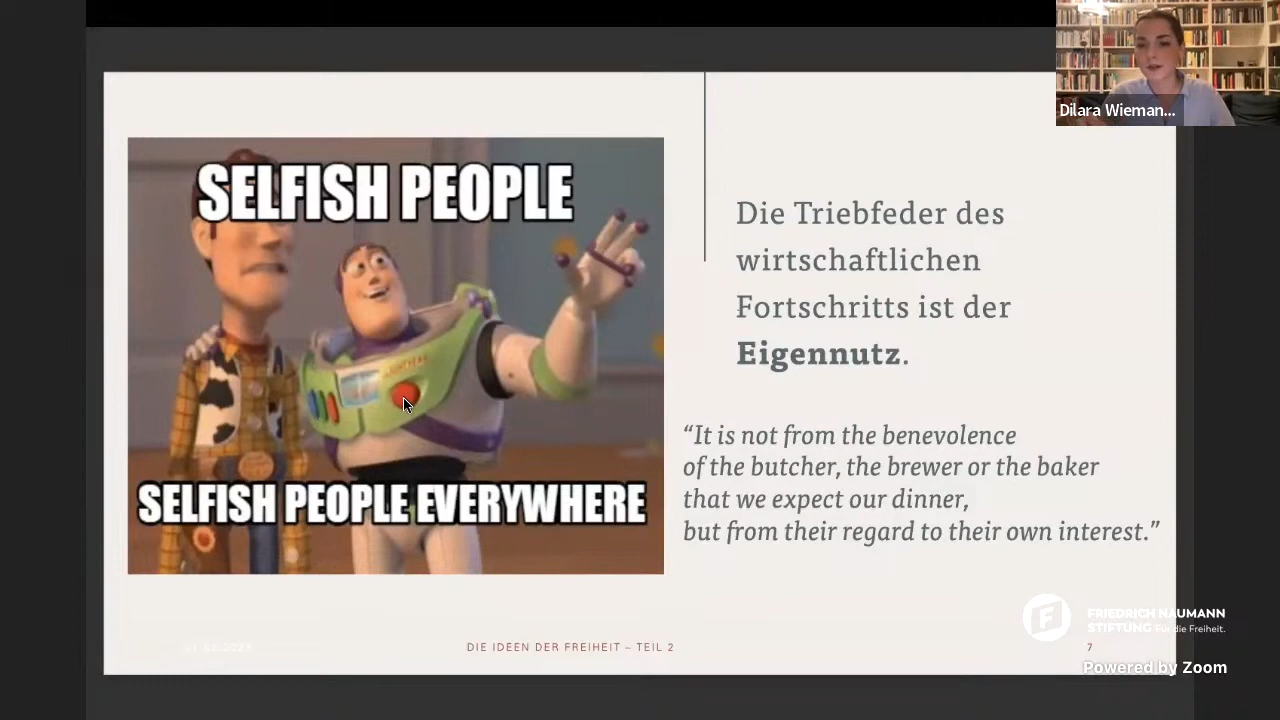 Dilara Wieman...
SELFISH PEOPLE
SELFISH PEOPLE EVERYWHERE
Die Triebfeder des
wirtschaftlichen
Fortschritts ist der
Eigennutz.
“It is not from the benevolence
of the butcher, the brewer or the baker
that we expect our dinner,
but from their regard to their own interest.”
FRIEDRICH NAUMANN
STIFTUNG Für die Freiheit.
DIE IDEEN DER FREIHEIT – TEIL 2
7
Powered by Zoom